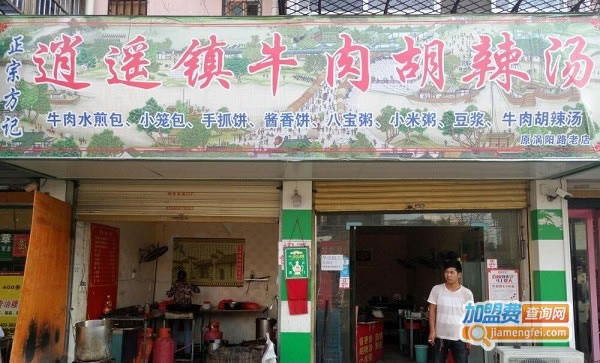 正宗方记
逍遥镇牛肉胡辣汤
牛肉水煎包、小笼包、手抓饼、酱香饼、八宝粥、小米粥、豆浆、牛肉胡辣汤
原涡阳路老店
加盟费查询网
jiamengfei.com